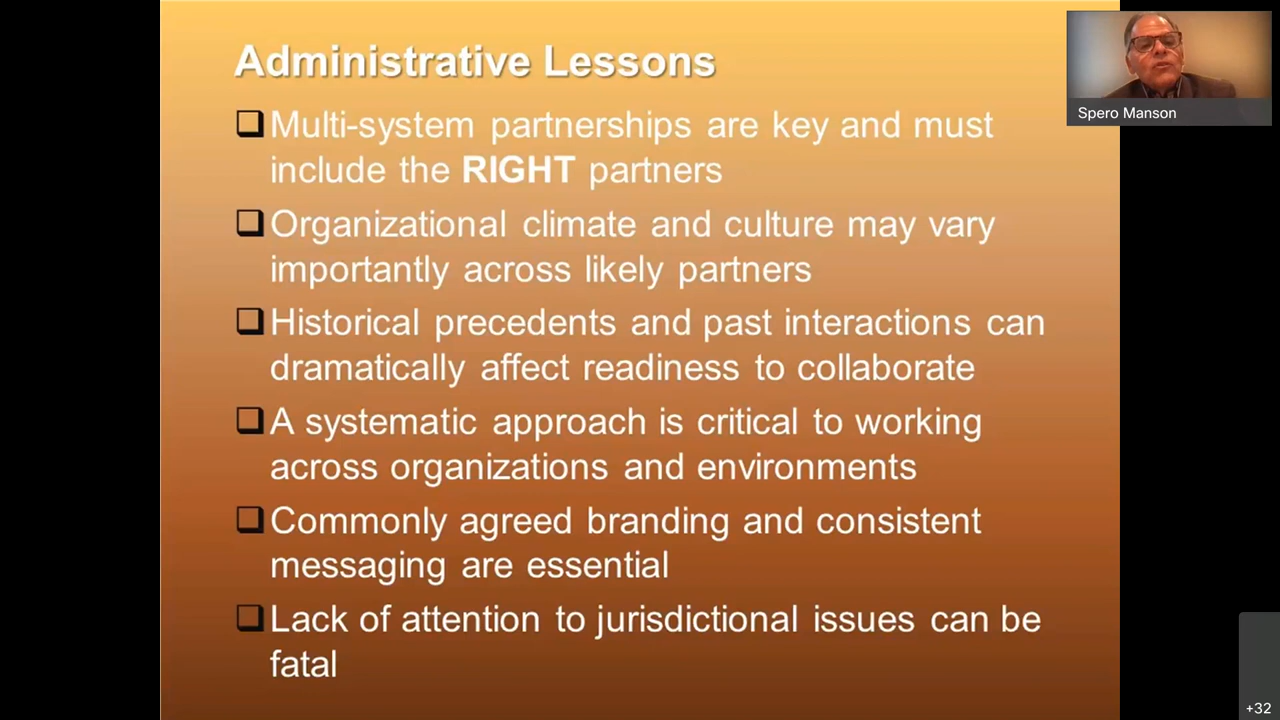 Administrative Lessons
Multi-system partnerships are key and must
include the RIGHT partners
Organizational climate and culture may vary
importantly across likely partners
Historical precedents and past interactions can
dramatically affect readiness to collaborate
A systematic approach is critical to working
across organizations and environments
Commonly agreed branding and consistent
messaging are essential
Lack of attention to jurisdictional issues can be
fatal
Spero Manson
+32